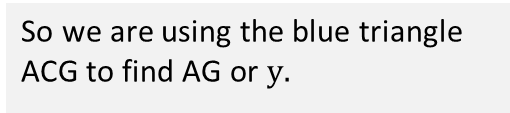 So we are using the blue triangle
ACG to find AG or y.